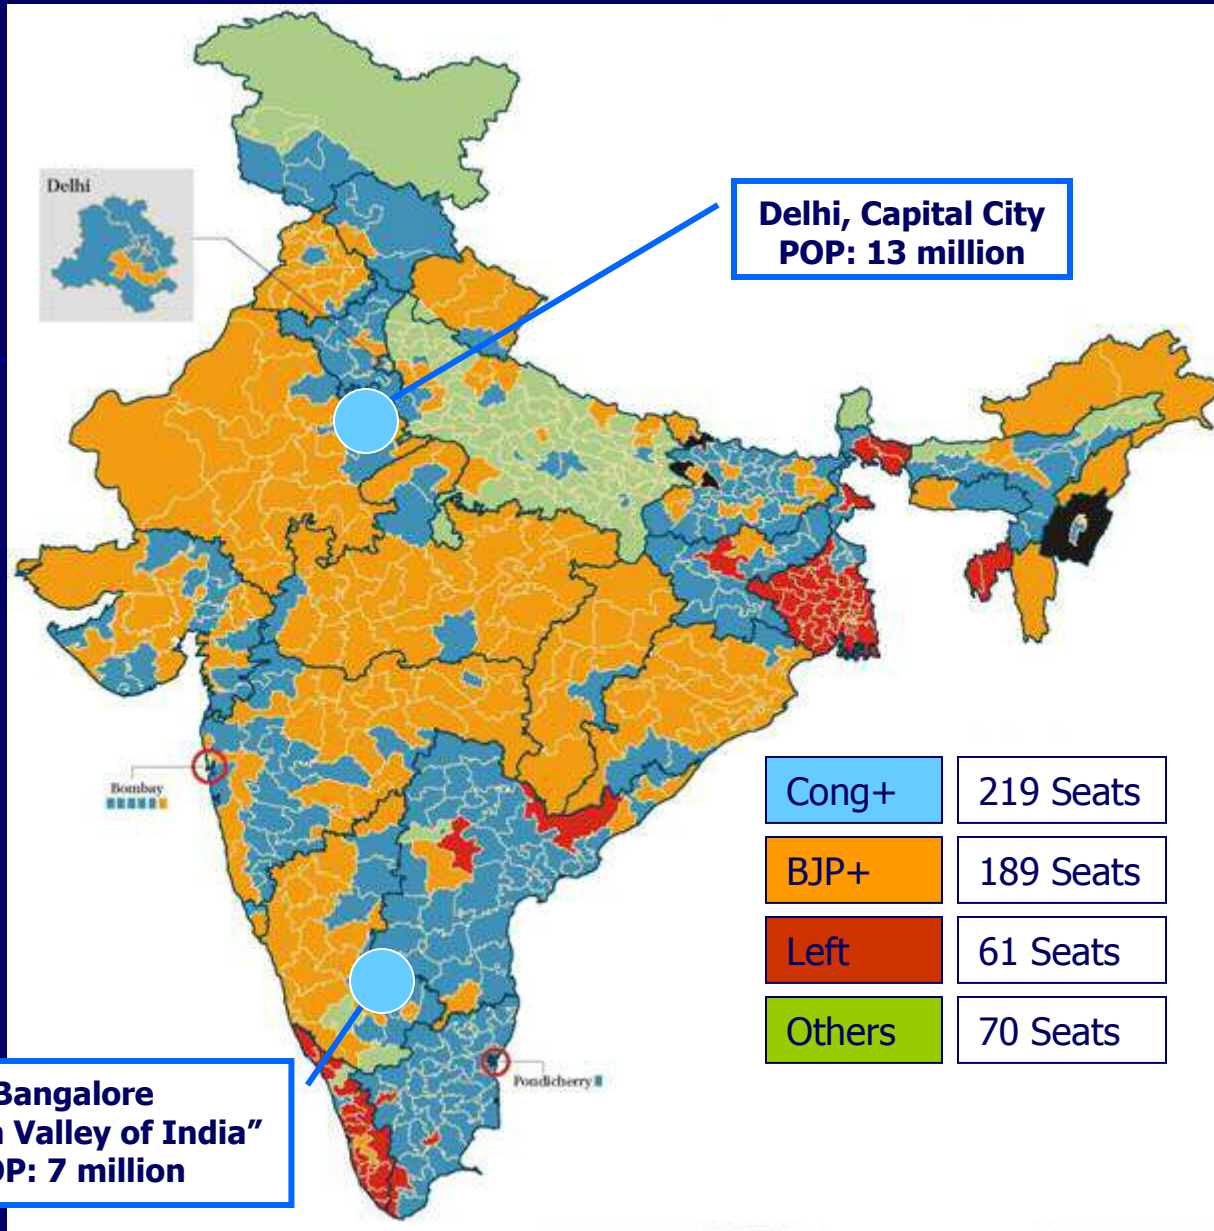 Delhi
Delhi, Capital City
POP: 13 million
Bombay
Cong+ 219 Seats
BJP+ 189 Seats
Left 61 Seats
Others 70 Seats
Pondicherry
Bangalore
Valley of India”
7 million